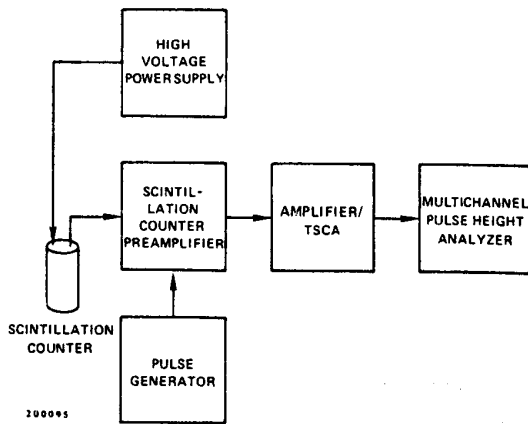 HIGH
VOLTAGE
POWER SUPPLY
SCINTIL-
LATION
COUNTER
PREAMPLIFIER
AMPLIFIER/
TSCA
MULTICHANNEL
PULSE HEIGHT
ANALYZER
SCINTILLATION
COUNTER
PULSE
GENERATOR
200095